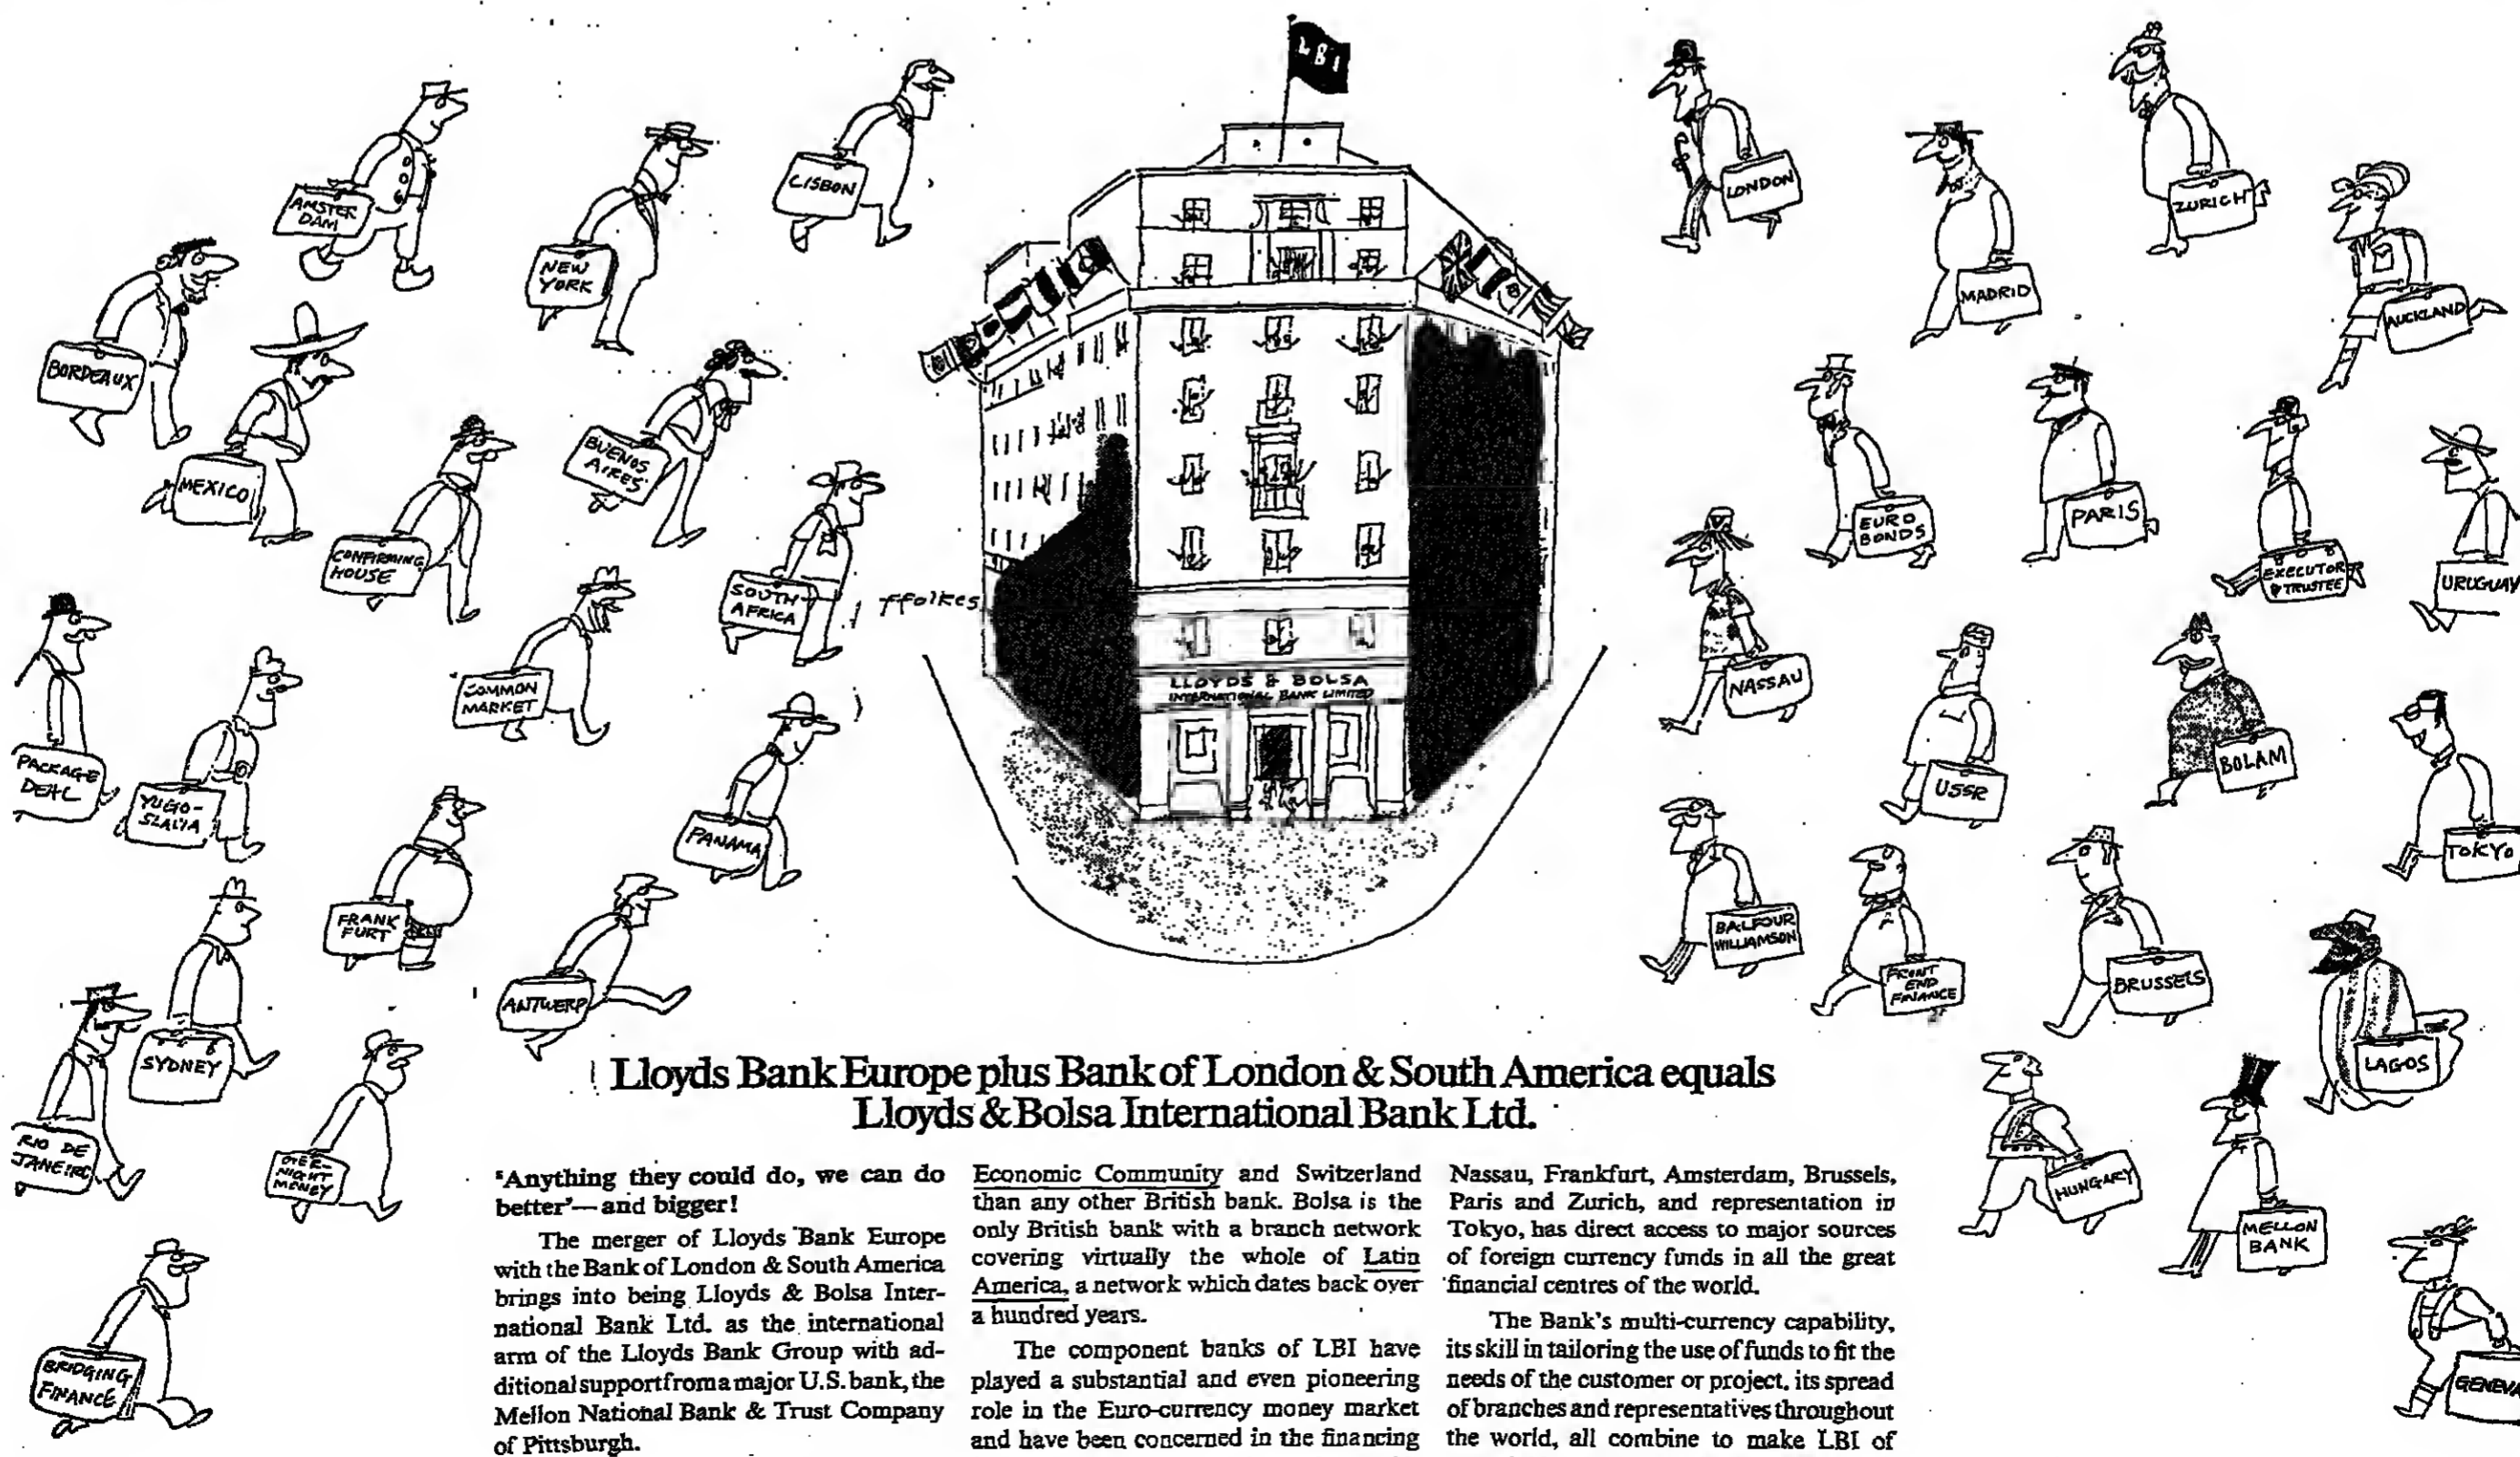 LBI
LISBON
AMSTER
DAM
NEW
YORK
BORDEAUX
MEXICO
BUENOS
AIRES
CONFIRMING
HOUSE
SOUTH
AFRICA
ffolkes
COMMON
MARKET
PACKAGE
DEAL
YUGO-
SLAVIA
PANAMA
FRANK
FURT
ANTWERP
SYDNEY
RIO DE
JANEIRO
OVER-
NIGHT
MONEY
BRIDGING
FINANCE
LLOYDS & BOLSA
INTERNATIONAL BANK LIMITED
LONDON
ZURICH
MADRID
AUCKLAND
EURO
BONDS
PARIS
EXECUTOR
& TRUSTEE
URUGUAY
NASSAU
USSR
BOLAM
TOKYO
BALFOUR
WILLIAMSON
FRONT
END
FINANCE
BRUSSELS
LAGOS
HUNGARY
MELLON
BANK
GENEVA
Lloyds Bank Europe plus Bank of London & South America equals
Lloyds & Bolsa International Bank Ltd.
‘Anything they could do, we can do
better’—and bigger!
The merger of Lloyds Bank Europe
with the Bank of London & South America
brings into being Lloyds & Bolsa Inter-
national Bank Ltd. as the international
arm of the Lloyds Bank Group with ad-
ditional support from a major U.S. bank, the
Mellon National Bank & Trust Company
of Pittsburgh.
Economic Community and Switzerland
than any other British bank. Bolsa is the
only British bank with a branch network
covering virtually the whole of Latin
America, a network which dates back over
a hundred years.
The component banks of LBI have
played a substantial and even pioneering
role in the Euro-currency money market
and have been concerned in the financing
Nassau, Frankfurt, Amsterdam, Brussels,
Paris and Zurich, and representation in
Tokyo, has direct access to major sources
of foreign currency funds in all the great
financial centres of the world.
The Bank's multi-currency capability,
its skill in tailoring the use of funds to fit the
needs of the customer or project, its spread
of branches and representatives throughout
the world, all combine to make LBI of